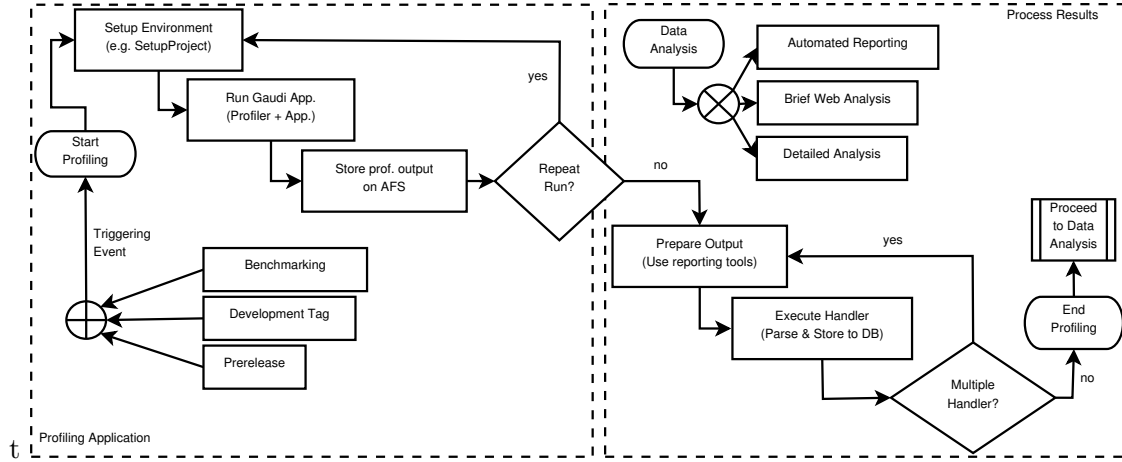 Setup Environment
(e.g. SetupProject)
Run Gaudi App.
(Profiler + App.)
Start
Profiling
Store prof. output
on AFS
Repeat
Run?
yes
no
Triggering
Event
Benchmarking
Development Tag
Prerelease
t
Profiling Application
Process Results
Data
Analysis
Automated Reporting
Brief Web Analysis
Detailed Analysis
Prepare Output
(Use reporting tools)
yes
Execute Handler
(Parse & Store to DB)
Multiple
Handler?
no
End
Profiling
Proceed
to Data
Analysis